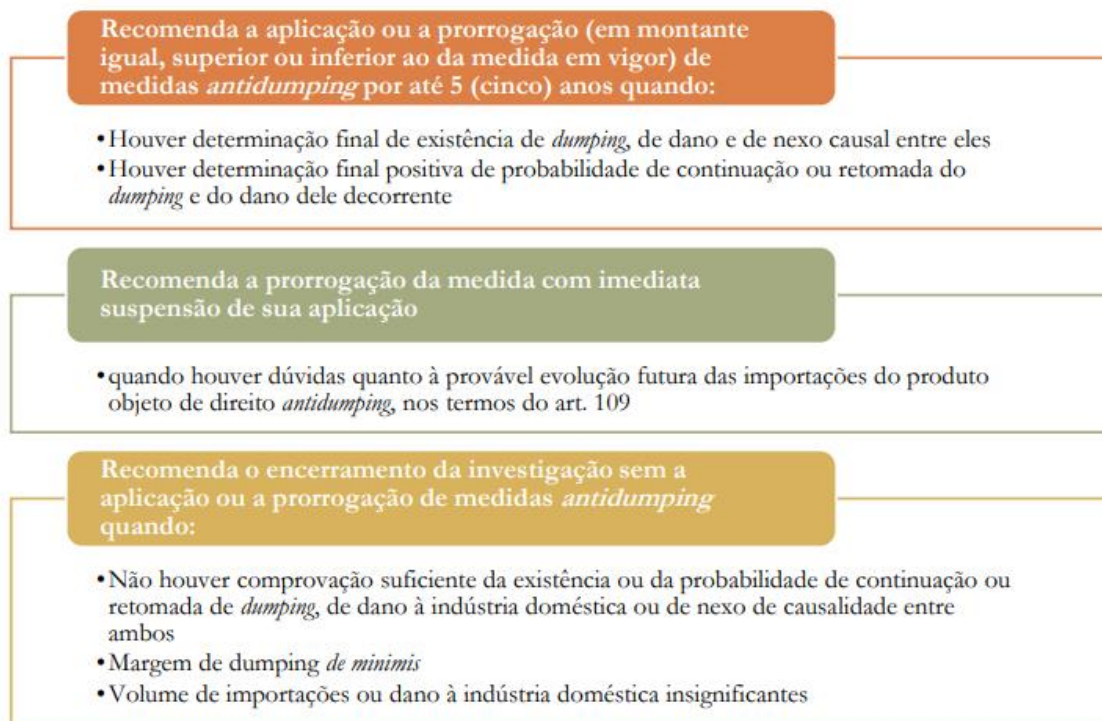 Recomenda a aplicação ou a prorrogação (em montante
igual, superior ou inferior ao da medida em vigor) de
medidas antidumping por até 5 (cinco) anos quando:
•Houver determinação final de existência de dumping, de dano e de nexo causal entre eles
•Houver determinação final positiva de probabilidade de continuação ou retomada do
dumping e do dano dele decorrente
Recomenda a prorrogação da medida com imediata
suspensão de sua aplicação
•quando houver dúvidas quanto à provável evolução futura das importações do produto
objeto de direito antidumping, nos termos do art. 109
Recomenda o encerramento da investigação sem a
aplicação ou a prorrogação de medidas antidumping
quando:
•Não houver comprovação suficiente da existência ou da probabilidade de continuação ou
retomada de dumping, de dano à indústria doméstica ou de nexo de causalidade entre
ambos
•Margem de dumping de minimis
•Volume de importações ou dano à indústria doméstica insignificantes